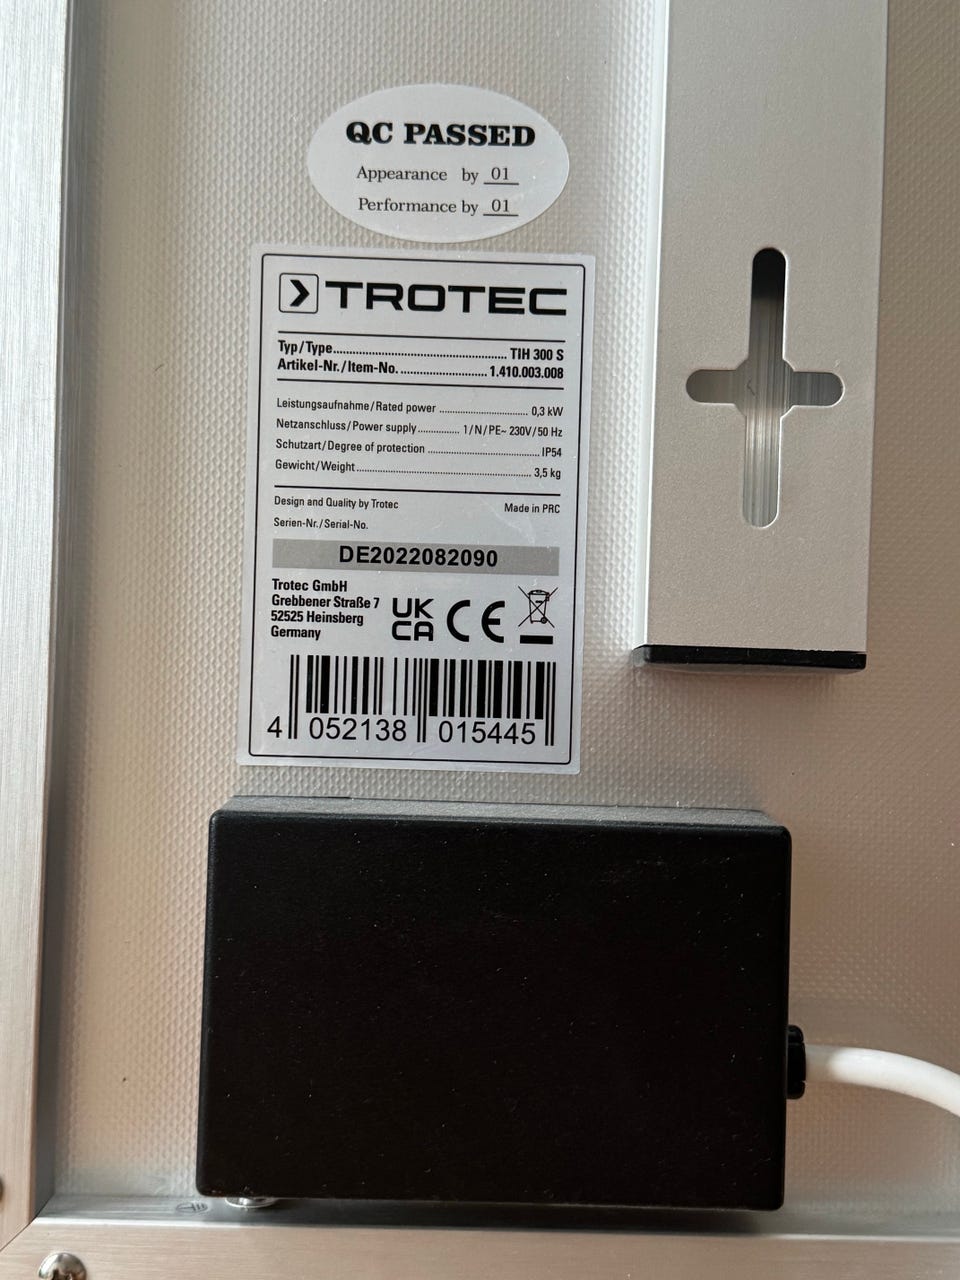 QC PASSED
Appearance by 01
Performance by 01
TROTEC
Typ/Type........................................ TIH 300 S
Artikel-Nr./Item-No. ........................ 1.410.003.008
Leistungsaufnahme/Rated power ........................ 0,3 kW
Netzanschluss/Power supply............ 1/N/PE~ 230V/50 Hz
Schutzart/Degree of protection ............................... IP54
Gewicht/Weight................................................ 3,5 kg
Design and Quality by Trotec Made in PRC
Serien-Nr./Serial-No.
DE2022082090
Trotec GmbH
Grebbener Straße 7
52525 Heinsberg
Germany
UK
CA
CE
4 052138 015445